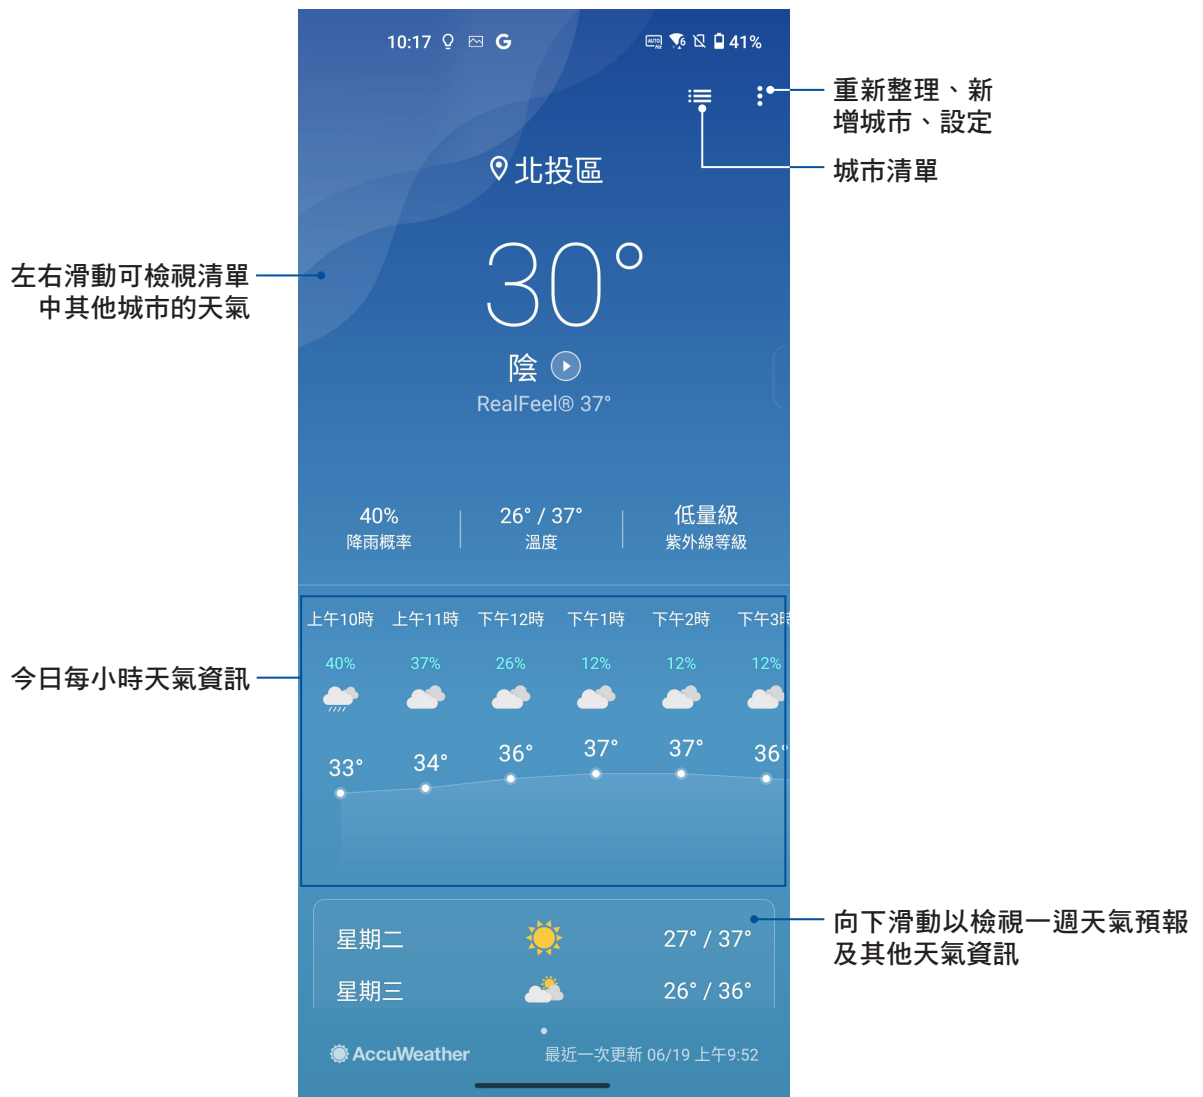 10:17
41%
重新整理、新
增城市、設定
城市清單
北投區
左右滑動可檢視清單
中其他城市的天氣
30°
陰
RealFeel® 37°
40%
降雨概率
26° / 37°
溫度
低量級
紫外線等級
今日每小時天氣資訊
上午10時 上午11時 下午12時 下午1時 下午2時 下午3時
40% 37% 26% 12% 12% 12%
33° 34° 36° 37° 37° 36°
向下滑動以檢視一週天氣預報
及其他天氣資訊
星期二 27° / 37°
星期三 26° / 36°
AccuWeather
最近一次更新 06/19 上午9:52